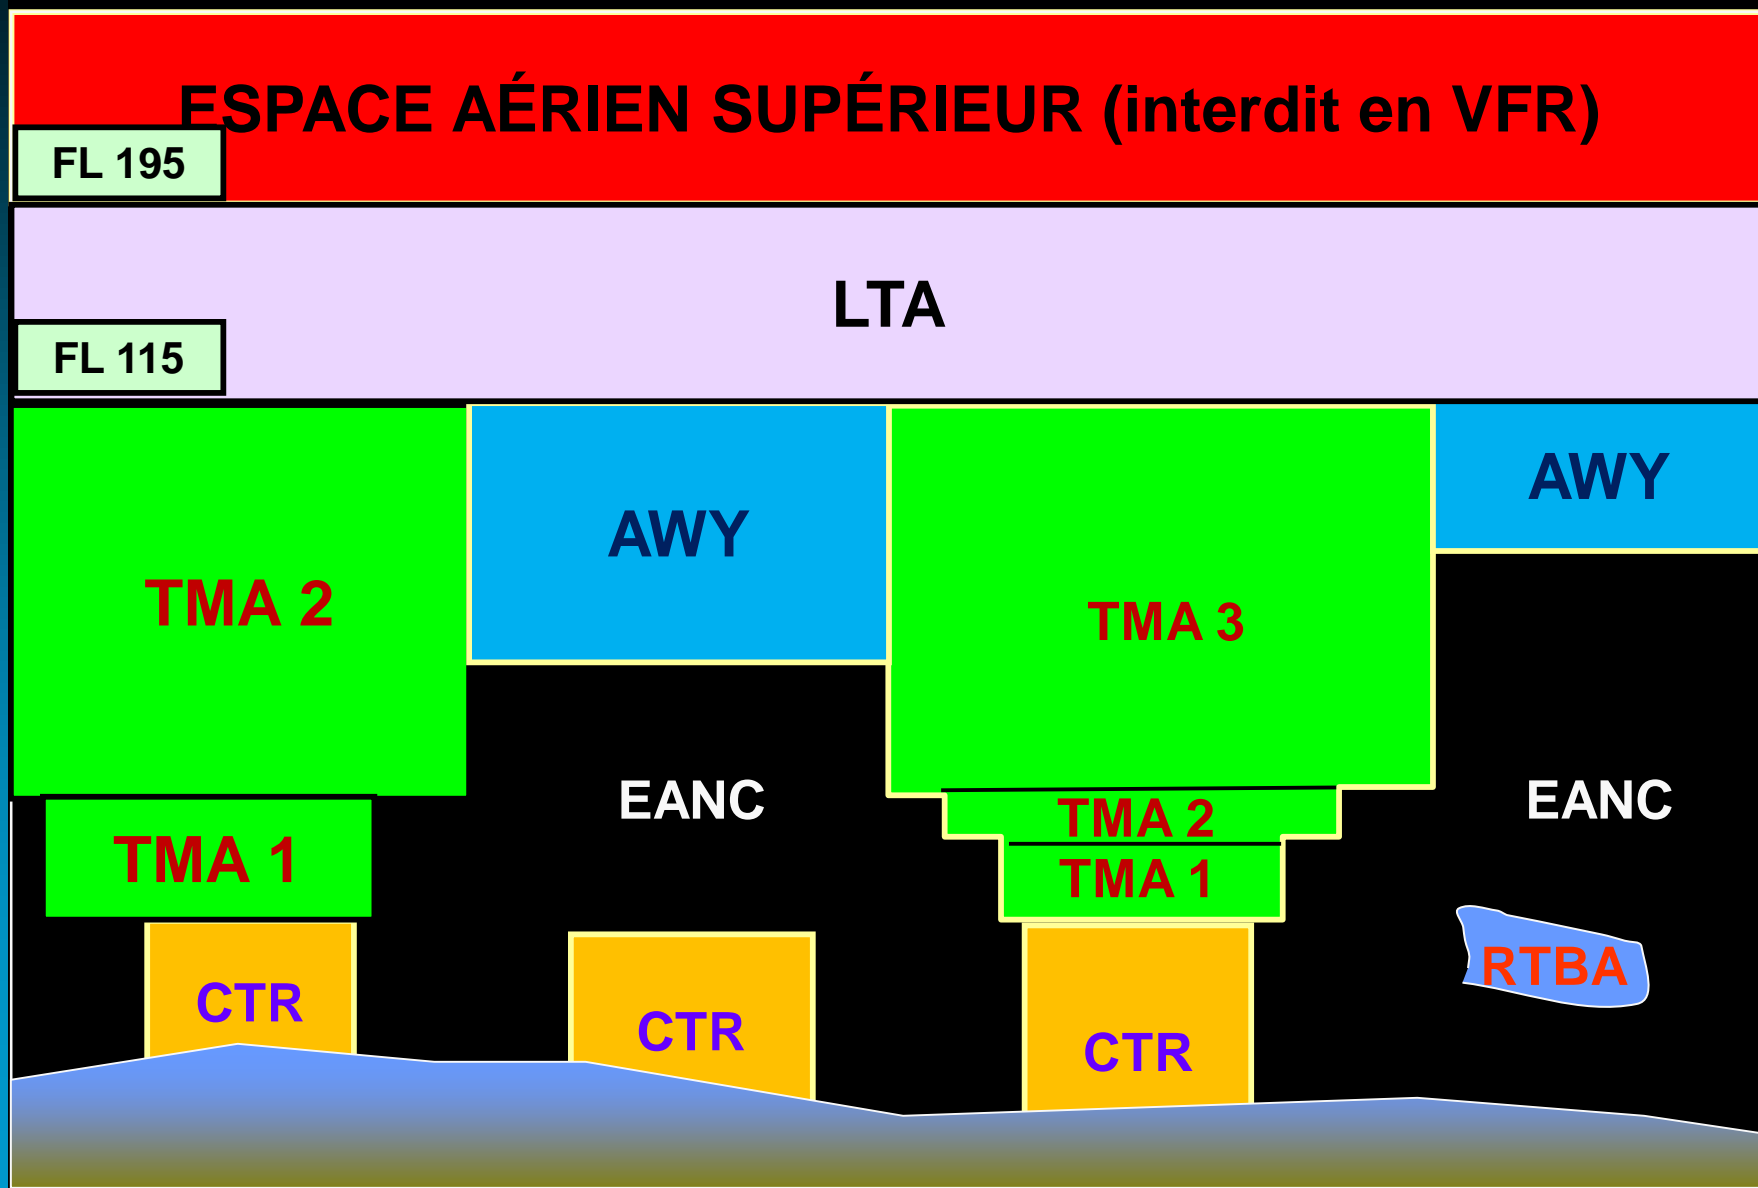 ESPACE AÉRIEN SUPÉRIEUR (interdit en VFR)
FL 195
LTA
FL 115
AWY
AWY
TMA 2
TMA 3
EANC
EANC
TMA 2
TMA 1
TMA 1
RTBA
CTR
CTR
CTR